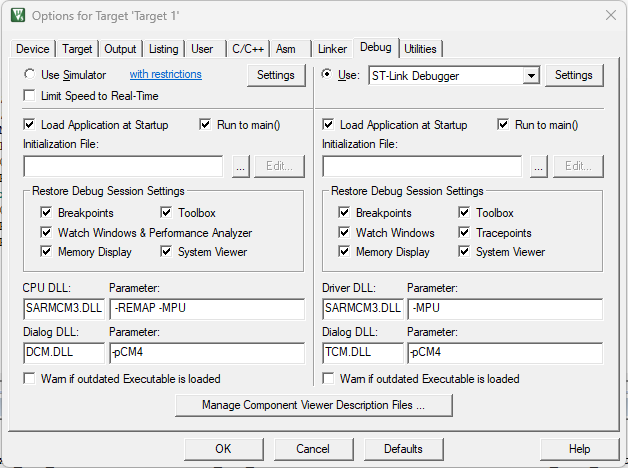 Options for Target 'Target 1'
Device Target Output Listing User C/C++ Asm Linker Debug Utilities
Use Simulator with restrictions Settings Use: ST-Link Debugger Settings
Limit Speed to Real-Time
Load Application at Startup Run to main() Load Application at Startup Run to main()
Initialization File: Initialization File:
... Edit... ... Edit...
Restore Debug Session Settings Restore Debug Session Settings
Breakpoints Toolbox Breakpoints Toolbox
Watch Windows & Performance Analyzer Watch Windows Tracepoints
Memory Display System Viewer Memory Display System Viewer
CPU DLL: Parameter: Driver DLL: Parameter:
SARMCM3.DLL -REMAP -MPU SARMCM3.DLL -MPU
Dialog DLL: Parameter: Dialog DLL: Parameter:
DCM.DLL -pCM4 TCM.DLL -pCM4
Warn if outdated Executable is loaded Warn if outdated Executable is loaded
Manage Component Viewer Description Files ...
OK Cancel Defaults Help